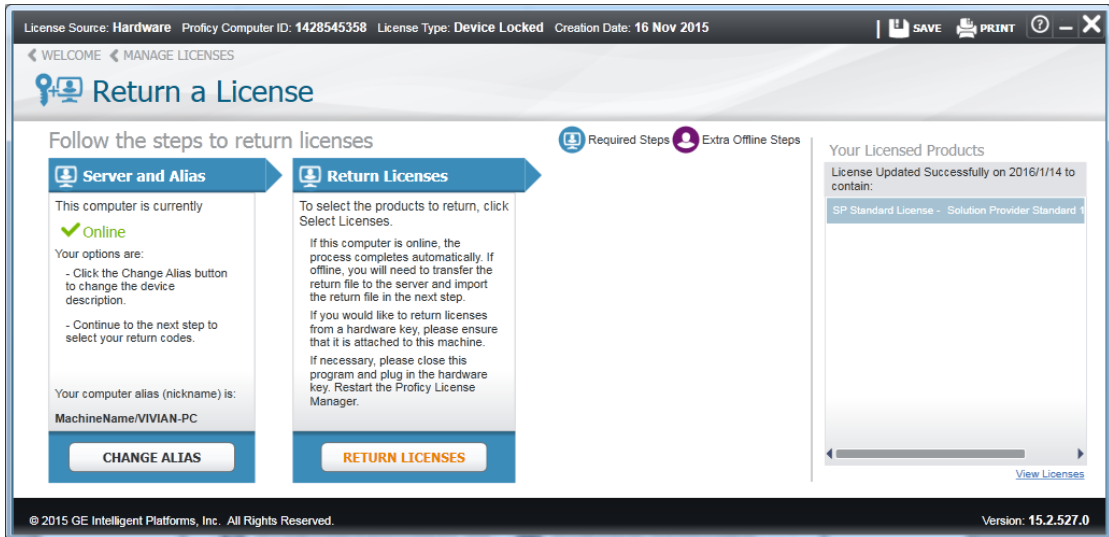 License Source: Hardware Proficy Computer ID: 1428545358 License Type: Device Locked Creation Date: 16 Nov 2015
SAVE PRINT ?
WELCOME MANAGE LICENSES
Return a License
Follow the steps to return licenses
Required Steps Extra Offline Steps
Server and Alias
This computer is currently
Online
Your options are:
- Click the Change Alias button
to change the device
description.
- Continue to the next step to
select your return codes.
Your computer alias (nickname) is:
MachineName/VIVIAN-PC
CHANGE ALIAS
Return Licenses
To select the products to return, click
Select Licenses.
If this computer is online, the
process completes automatically. If
offline, you will need to transfer the
return file to the server and import
the return file in the next step.
If you would like to return licenses
from a hardware key, please ensure
that it is attached to this machine.
If necessary, please close this
program and plug in the hardware
key. Restart the Proficy License
Manager.
RETURN LICENSES
Your Licensed Products
License Updated Successfully on 2016/1/14 to
contain:
SP Standard License - Solution Provider Standard 1
View Licenses
© 2015 GE Intelligent Platforms, Inc. All Rights Reserved.
Version: 15.2.527.0